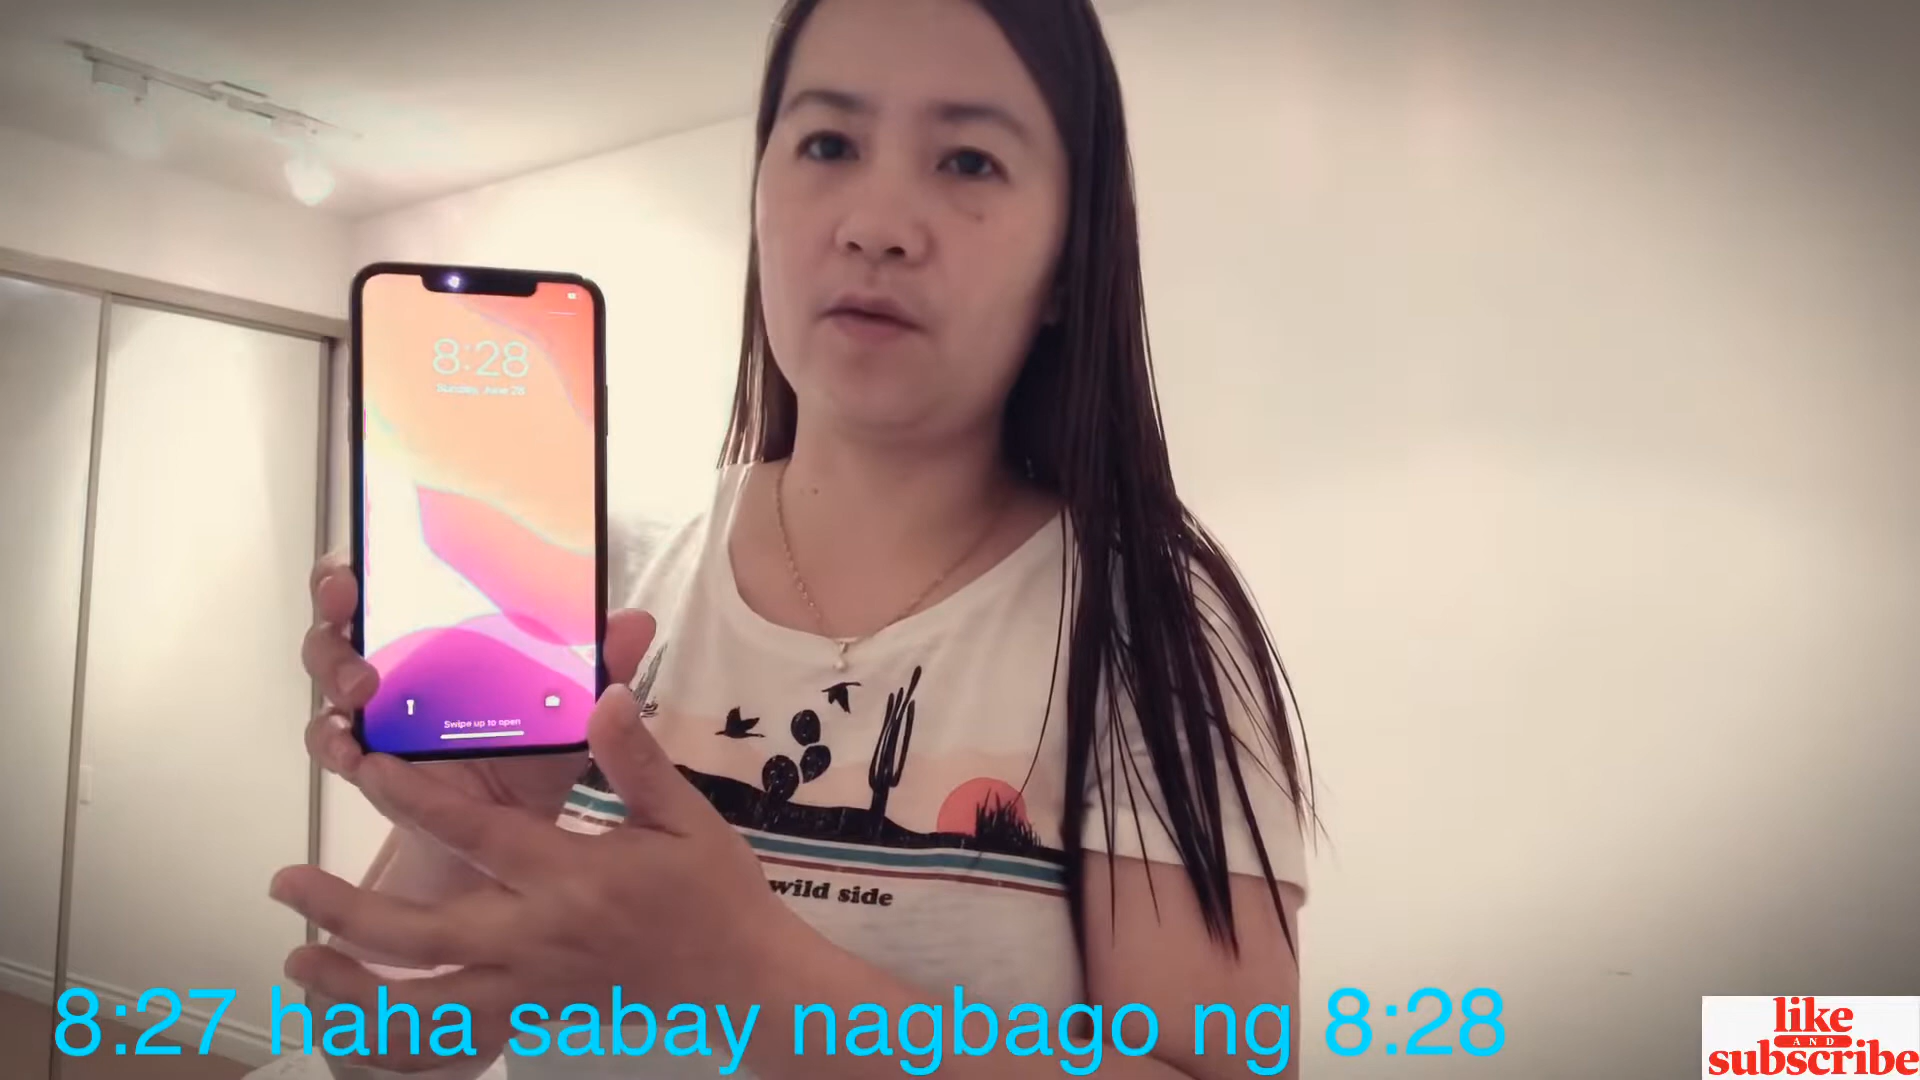 8:28
Sunday, June 28
Swipe up to open
wild side
8:27 haha sabay nagbago ng 8:28
like
AND
subscribe